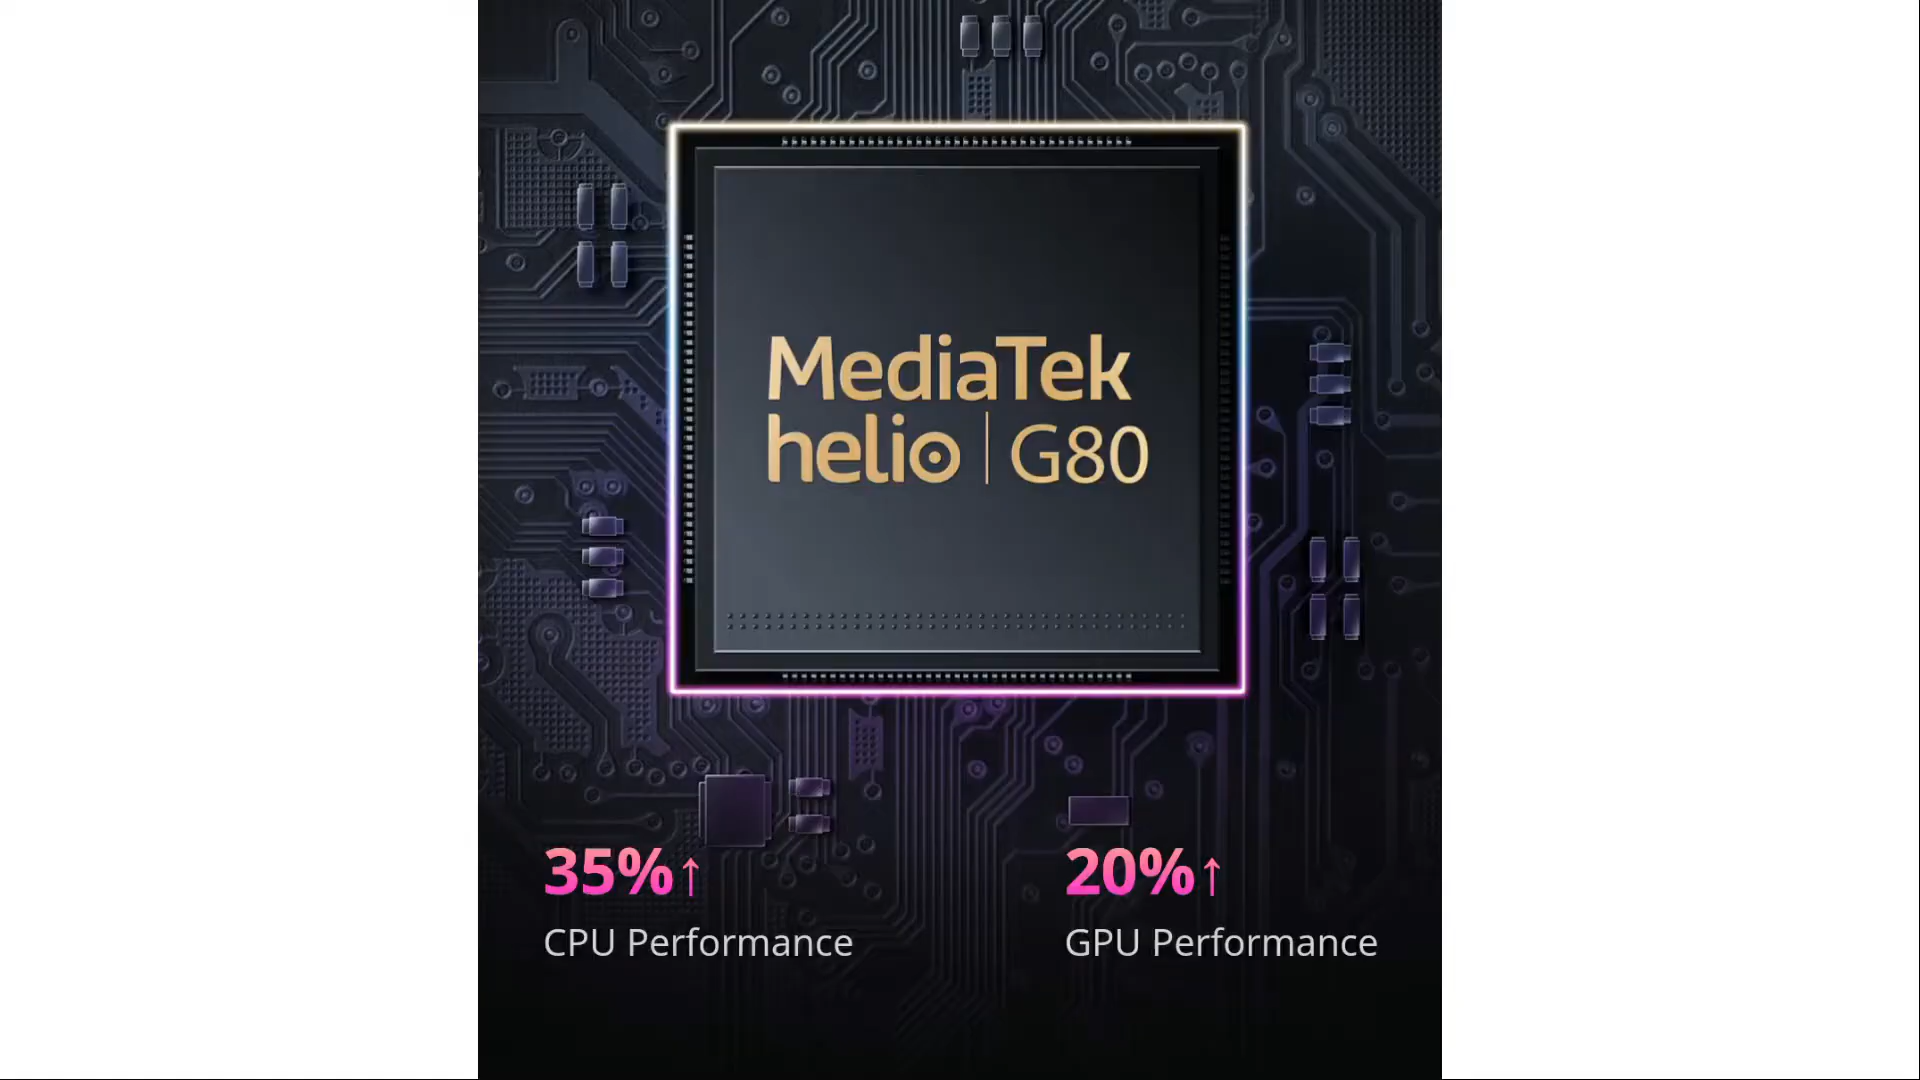 MediaTek
helio | G80
35%↑
CPU Performance
20%↑
GPU Performance